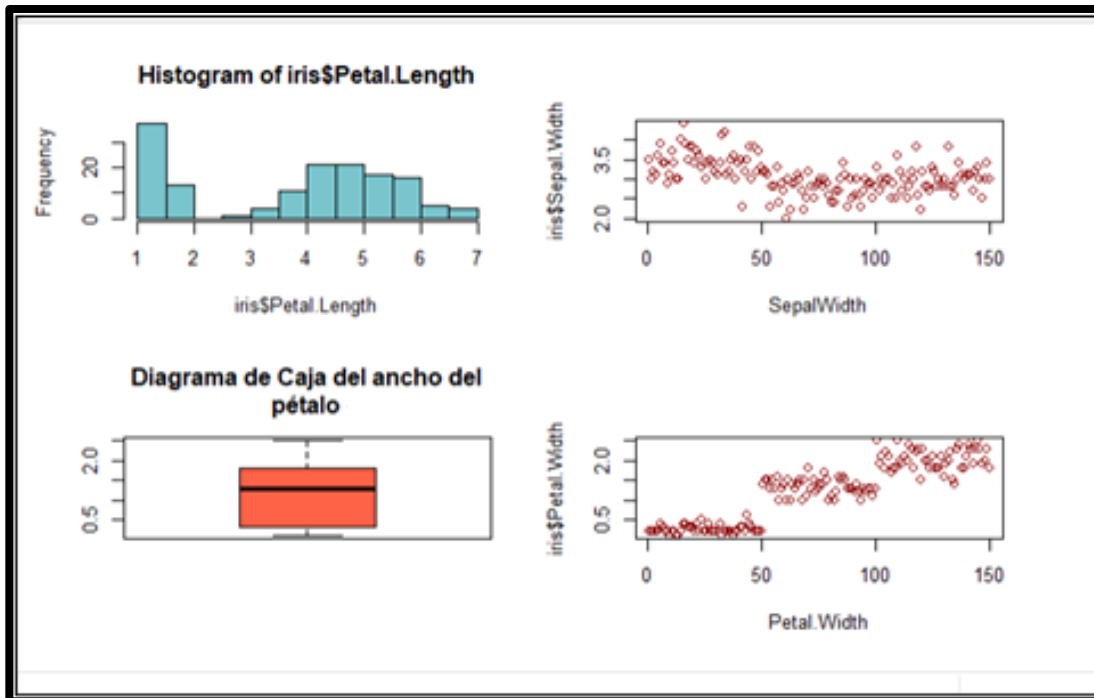 Histogram of iris$Petal.Length
Frequency
0 20
1 2 3 4 5 6 7
iris$Petal.Length
iris$Sepal.Width
2.0 3.5
0 50 100 150
SepalWidth
Diagrama de Caja del ancho del
pétalo
0.5 2.0
iris$Petal.Width
0.5 2.0
0 50 100 150
Petal.Width